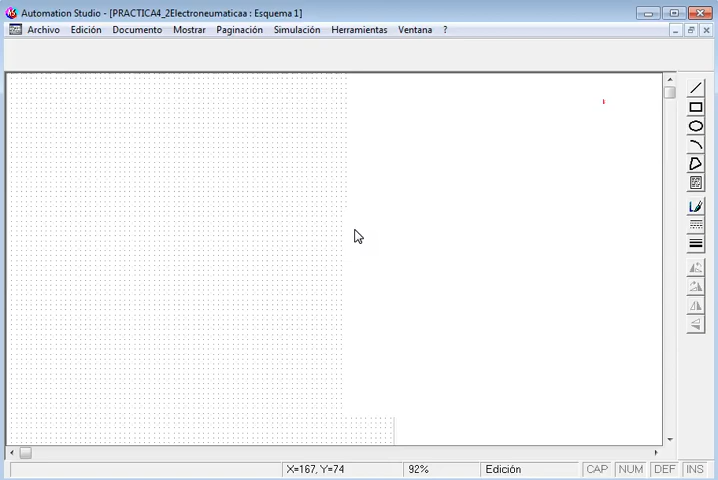 Automation Studio - [PRACTICA4_2Electroneumaticaa : Esquema 1]
Archivo Edición Documento Mostrar Paginación Simulación Herramientas Ventana ?
X=167, Y=74 92% Edición CAP NUM DEF INS